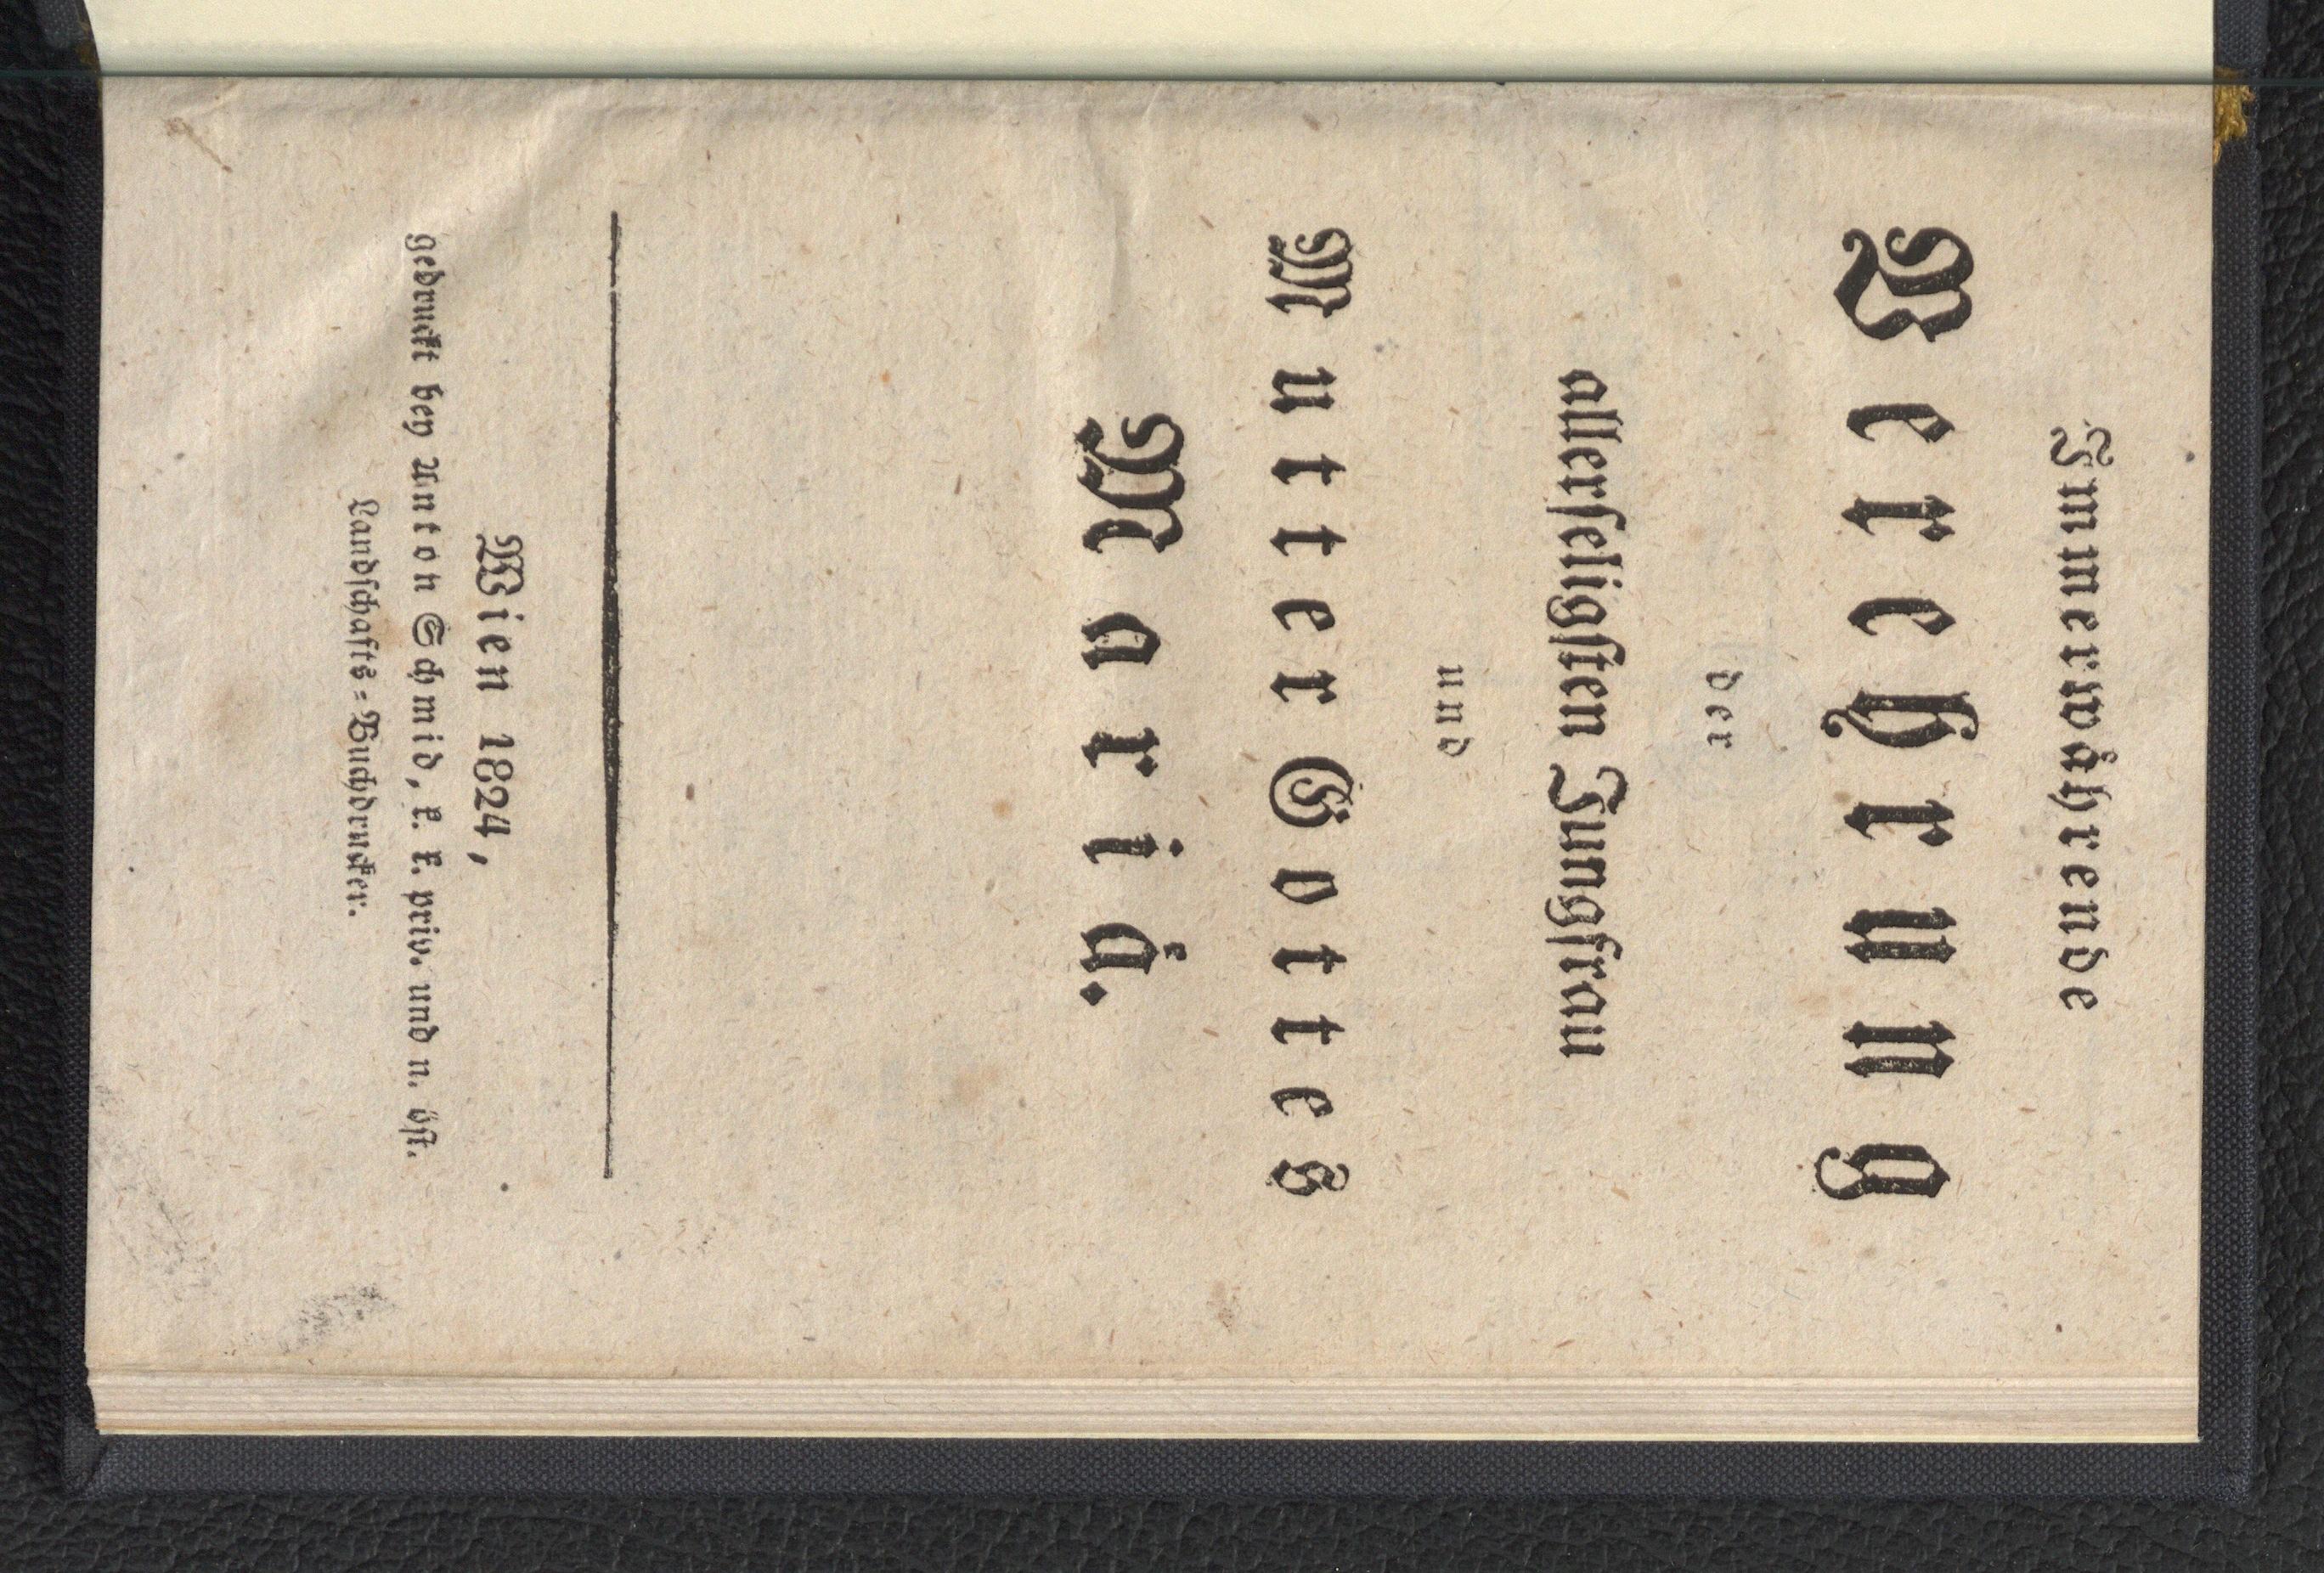 Immerwährende
Verehrung
der
allerseligsten Jungfrau
und
Mutter Gottes
Mariä.
Wien 1824,
gedruckt bey Anton Schmid, k. k. priv. und n. öst.
Landschafts-Buchdrucker.